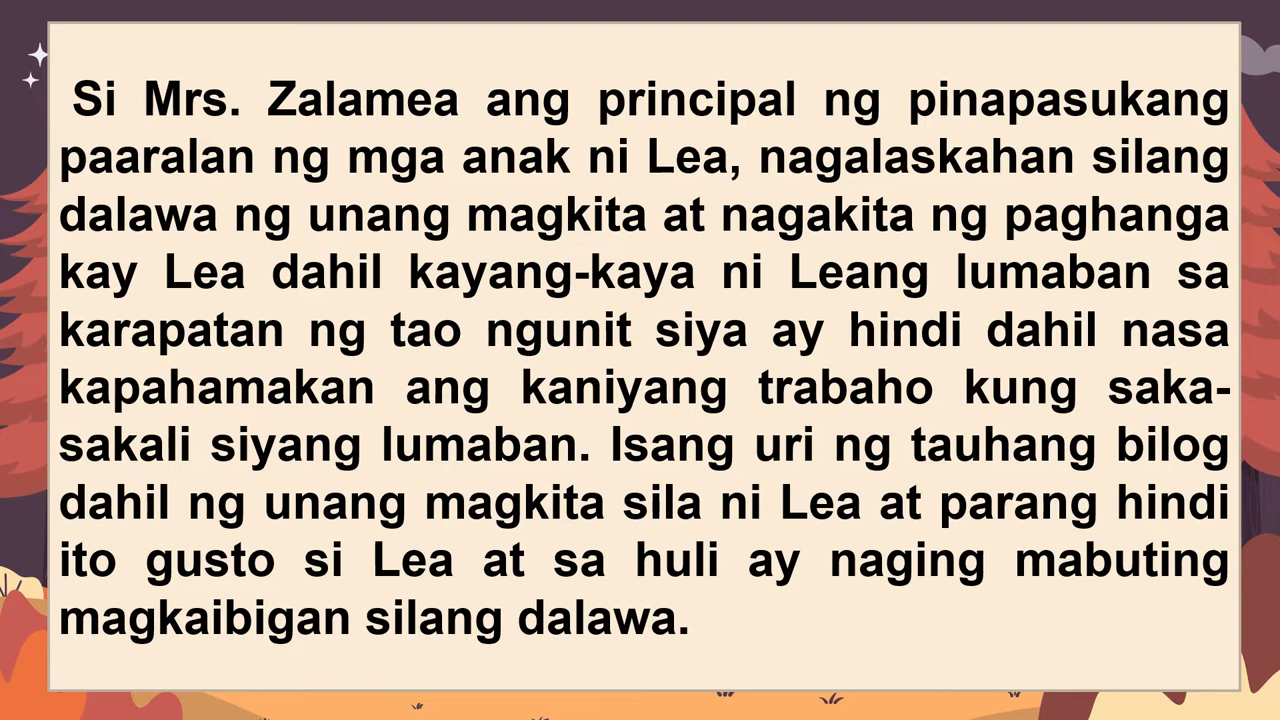 Si Mrs. Zalamea ang principal ng pinapasukang
paaralan ng mga anak ni Lea, nagalaskahan silang
dalawa ng unang magkita at nagakita ng paghanga
kay Lea dahil kayang-kaya ni Leang lumaban sa
karapatan ng tao ngunit siya ay hindi dahil nasa
kapahamakan ang kaniyang trabaho kung saka-
sakali siyang lumaban. Isang uri ng tauhang bilog
dahil ng unang magkita sila ni Lea at parang hindi
ito gusto si Lea at sa huli ay naging mabuting
magkaibigan silang dalawa.